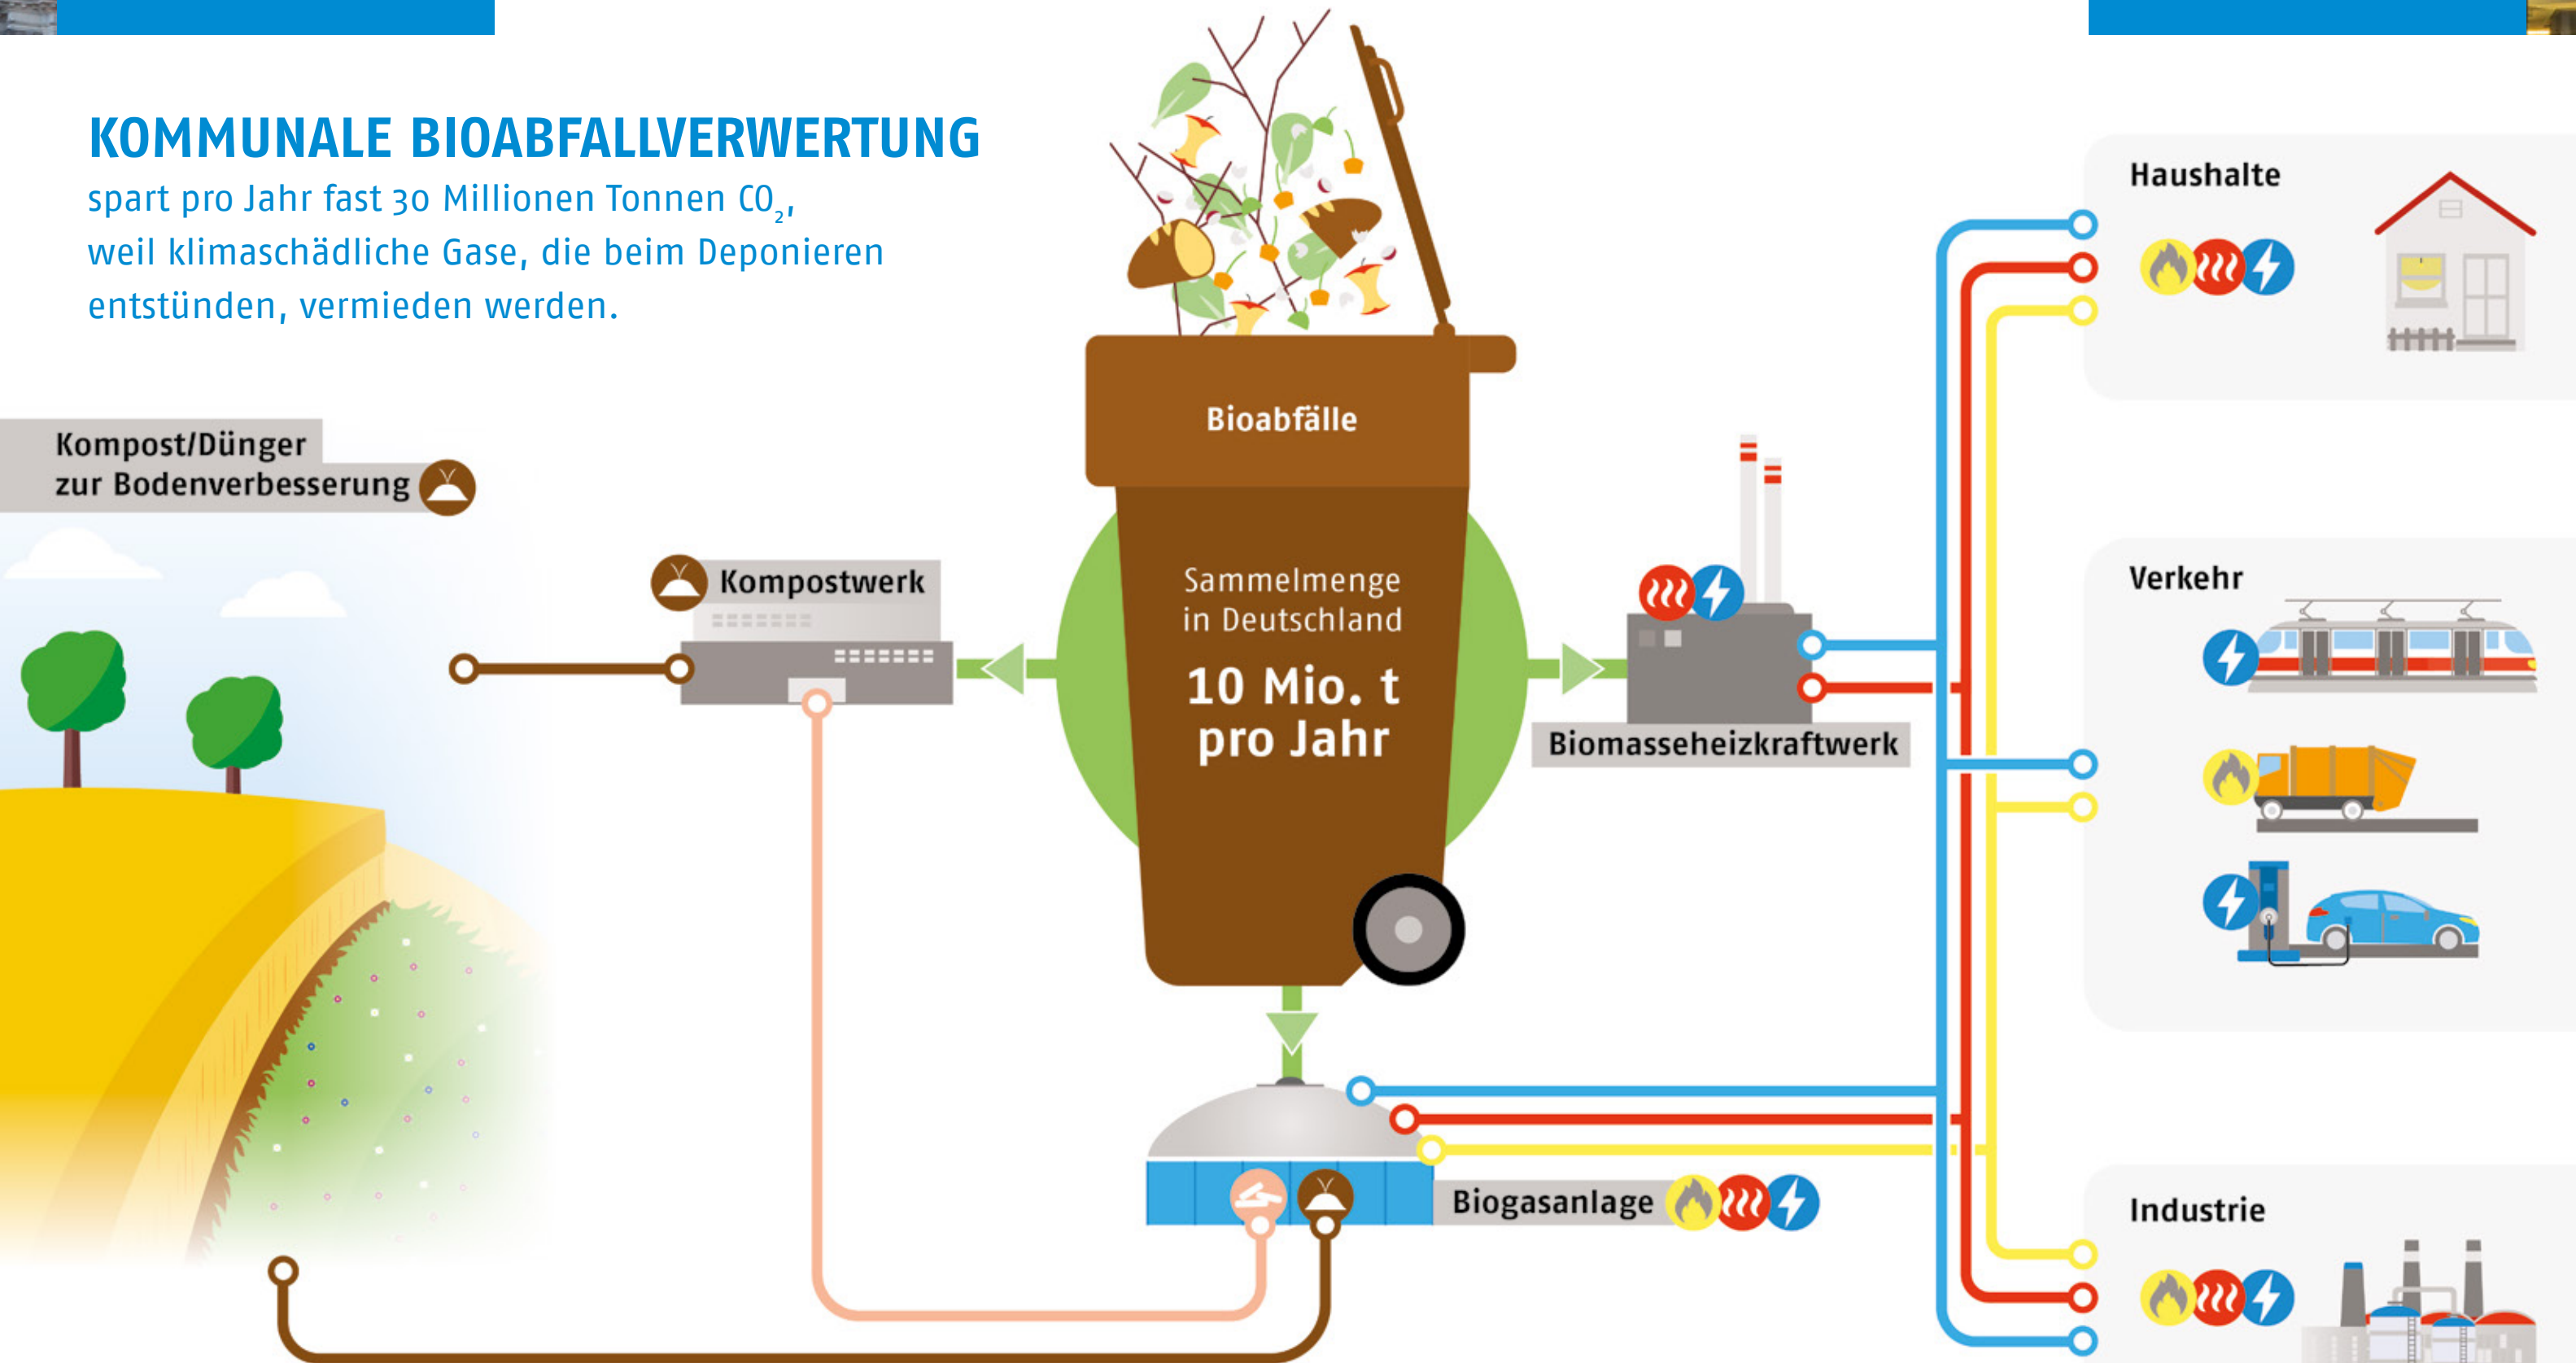 KOMMUNALE BIOABFALLVERWERTUNG
spart pro Jahr fast 30 Millionen Tonnen CO₂,
weil klimaschädliche Gase, die beim Deponieren
entstünden, vermieden werden.
Kompost/Dünger
zur Bodenverbesserung
Kompostwerk
Bioabfälle
Sammelmenge
in Deutschland
10 Mio. t
pro Jahr
Biomasseheizkraftwerk
Biogasanlage
Haushalte
Verkehr
Industrie